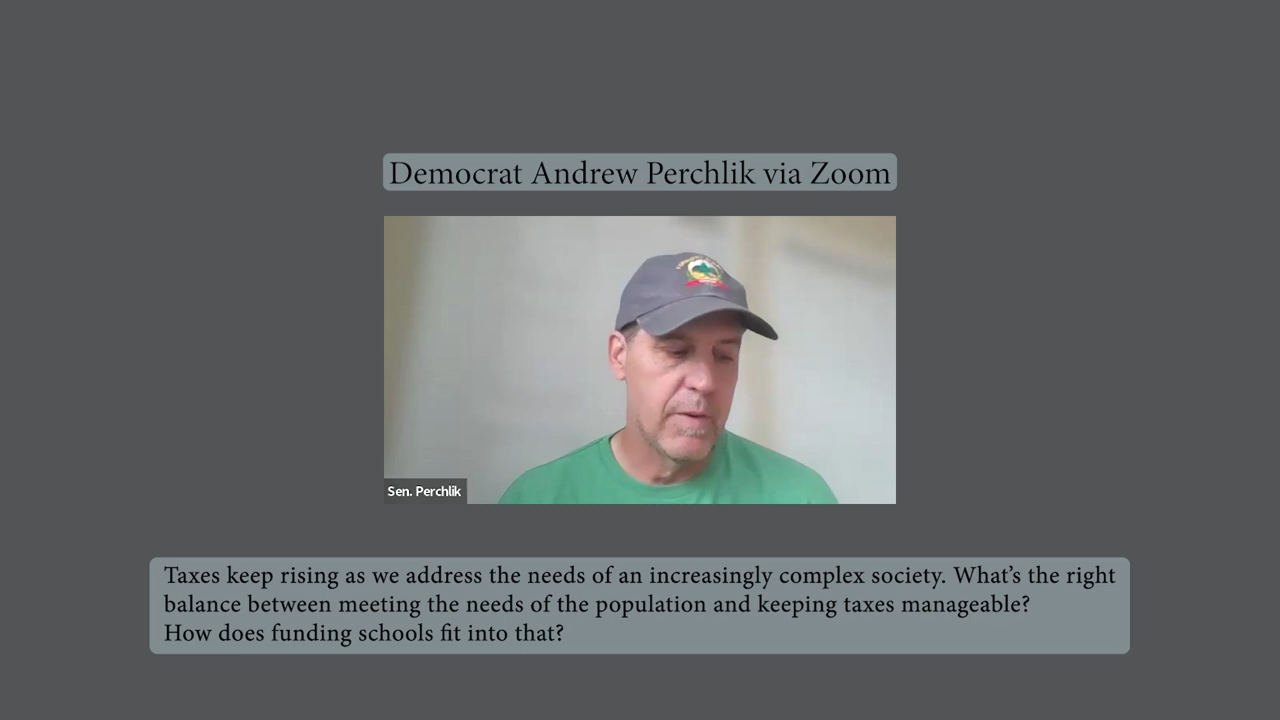 Democrat Andrew Perchlik via Zoom
Sen. Perchlik
Taxes keep rising as we address the needs of an increasingly complex society. What’s the right
balance between meeting the needs of the population and keeping taxes manageable?
How does funding schools fit into that?